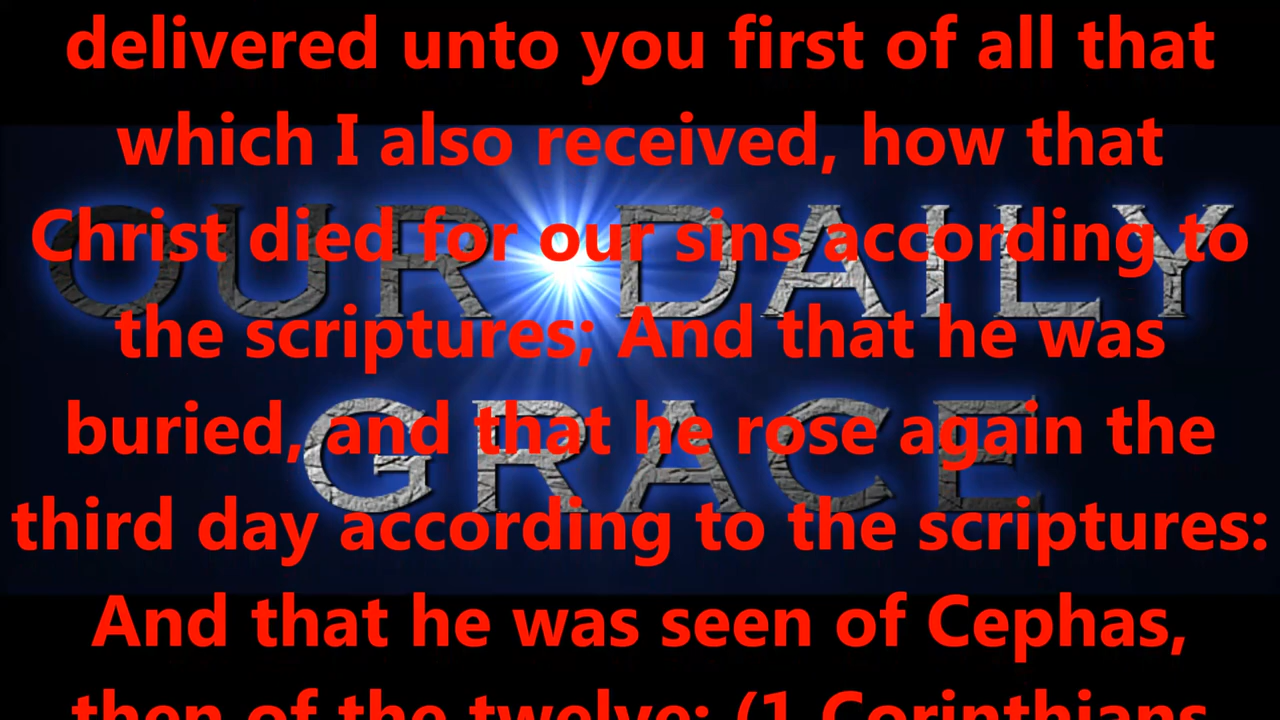 delivered unto you first of all that
which I also received, how that
Christ died for our sins according to
the scriptures; And that he was
buried, and that he rose again the
third day according to the scriptures:
And that he was seen of Cephas,
then of the twelve: (1 Corinthians
OUR DAILY
GRACE